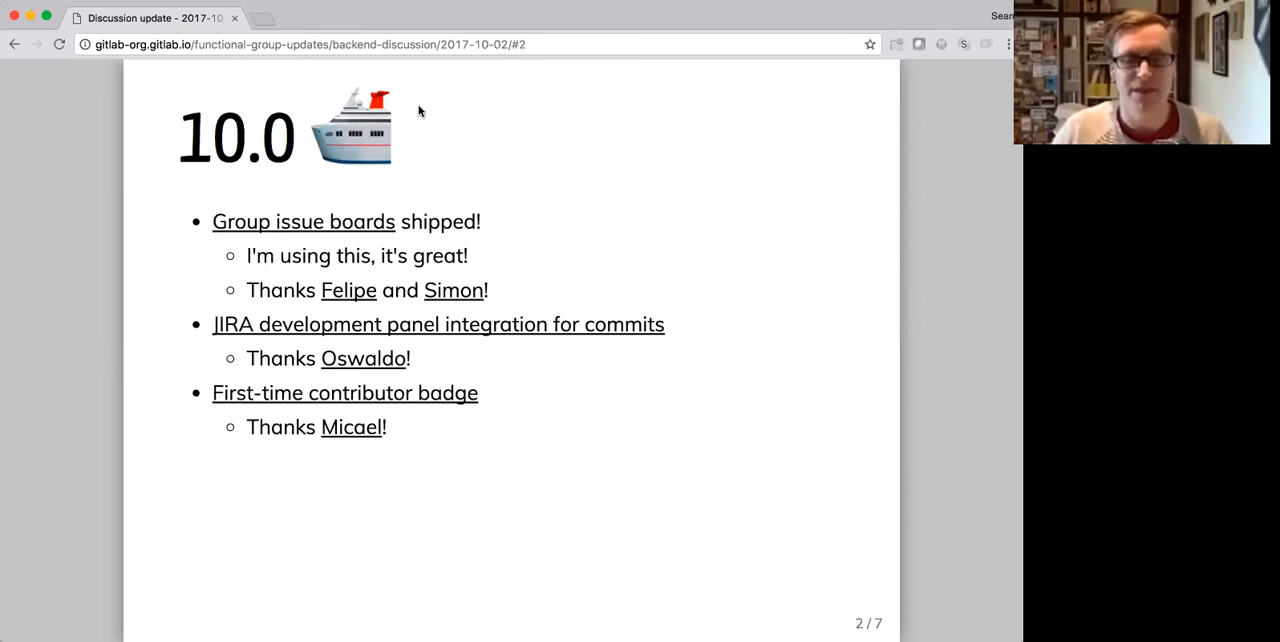 Discussion update - 2017-10
Sean
gitlab-org.gitlab.io/functional-group-updates/backend-discussion/2017-10-02/#2
10.0
Group issue boards shipped!
I'm using this, it's great!
Thanks Felipe and Simon!
JIRA development panel integration for commits
Thanks Oswaldo!
First-time contributor badge
Thanks Micael!
2 / 7